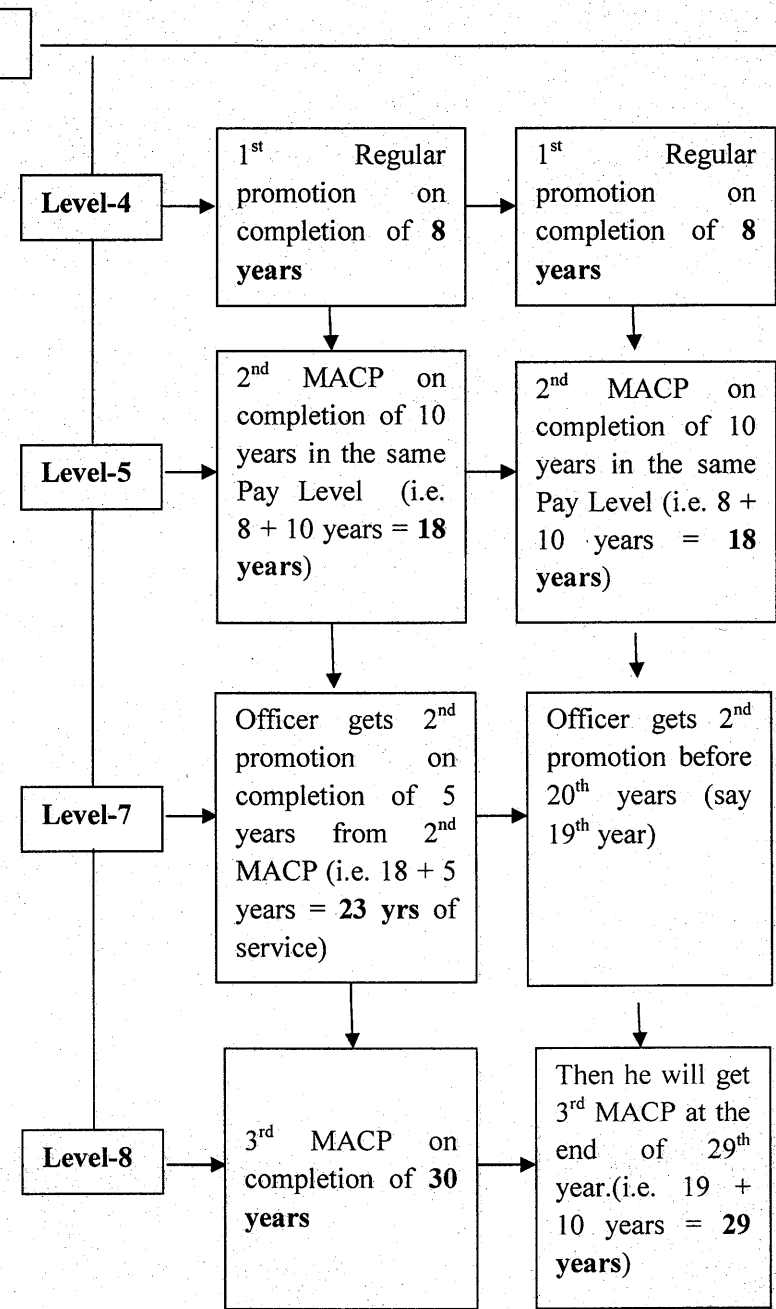 Level-4
1st Regular
promotion on
completion of 8
years
1st Regular
promotion on
completion of 8
years
Level-5
2nd MACP on
completion of 10
years in the same
Pay Level (i.e.
8 + 10 years = 18
years)
2nd MACP on
completion of 10
years in the same
Pay Level (i.e. 8 +
10 years = 18
years)
Level-7
Officer gets 2nd
promotion on
completion of 5
years from 2nd
MACP (i.e. 18 + 5
years = 23 yrs of
service)
Officer gets 2nd
promotion before
20th years (say
19th year)
Level-8
3rd MACP on
completion of 30
years
Then he will get
3rd MACP at the
end of 29th
year.(i.e. 19 +
10 years = 29
years)